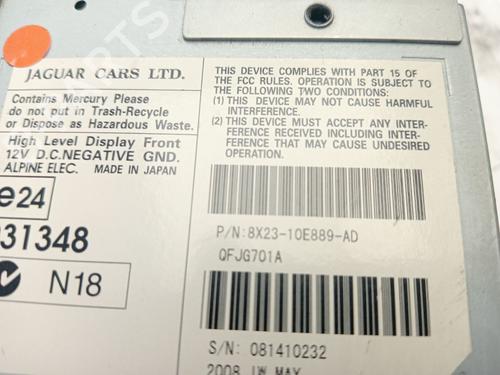 JAGUAR CARS LTD.
Contains Mercury Please
do not put in Trash-Recycle
or Dispose as Hazardous Waste.
High Level Display Front
12V D.C.NEGATIVE GND.
ALPINE ELEC. MADE IN JAPAN
e24
31348
N18
THIS DEVICE COMPLIES WITH PART 15 OF
THE FCC RULES. OPERATION IS SUBJECT TO
THE FOLLOWING TWO CONDITIONS:
(1) THIS DEVICE MAY NOT CAUSE HARMFUL
INTERFERENCE.
(2) THIS DEVICE MUST ACCEPT ANY INTER-
FERENCE RECEIVED INCLUDING INTER-
FERENCE THAT MAY CAUSE UNDESIRED
OPERATION.
P/N:8X23-10E889-AD
QFJG701A
S/N: 081410232
2008 IW MAY